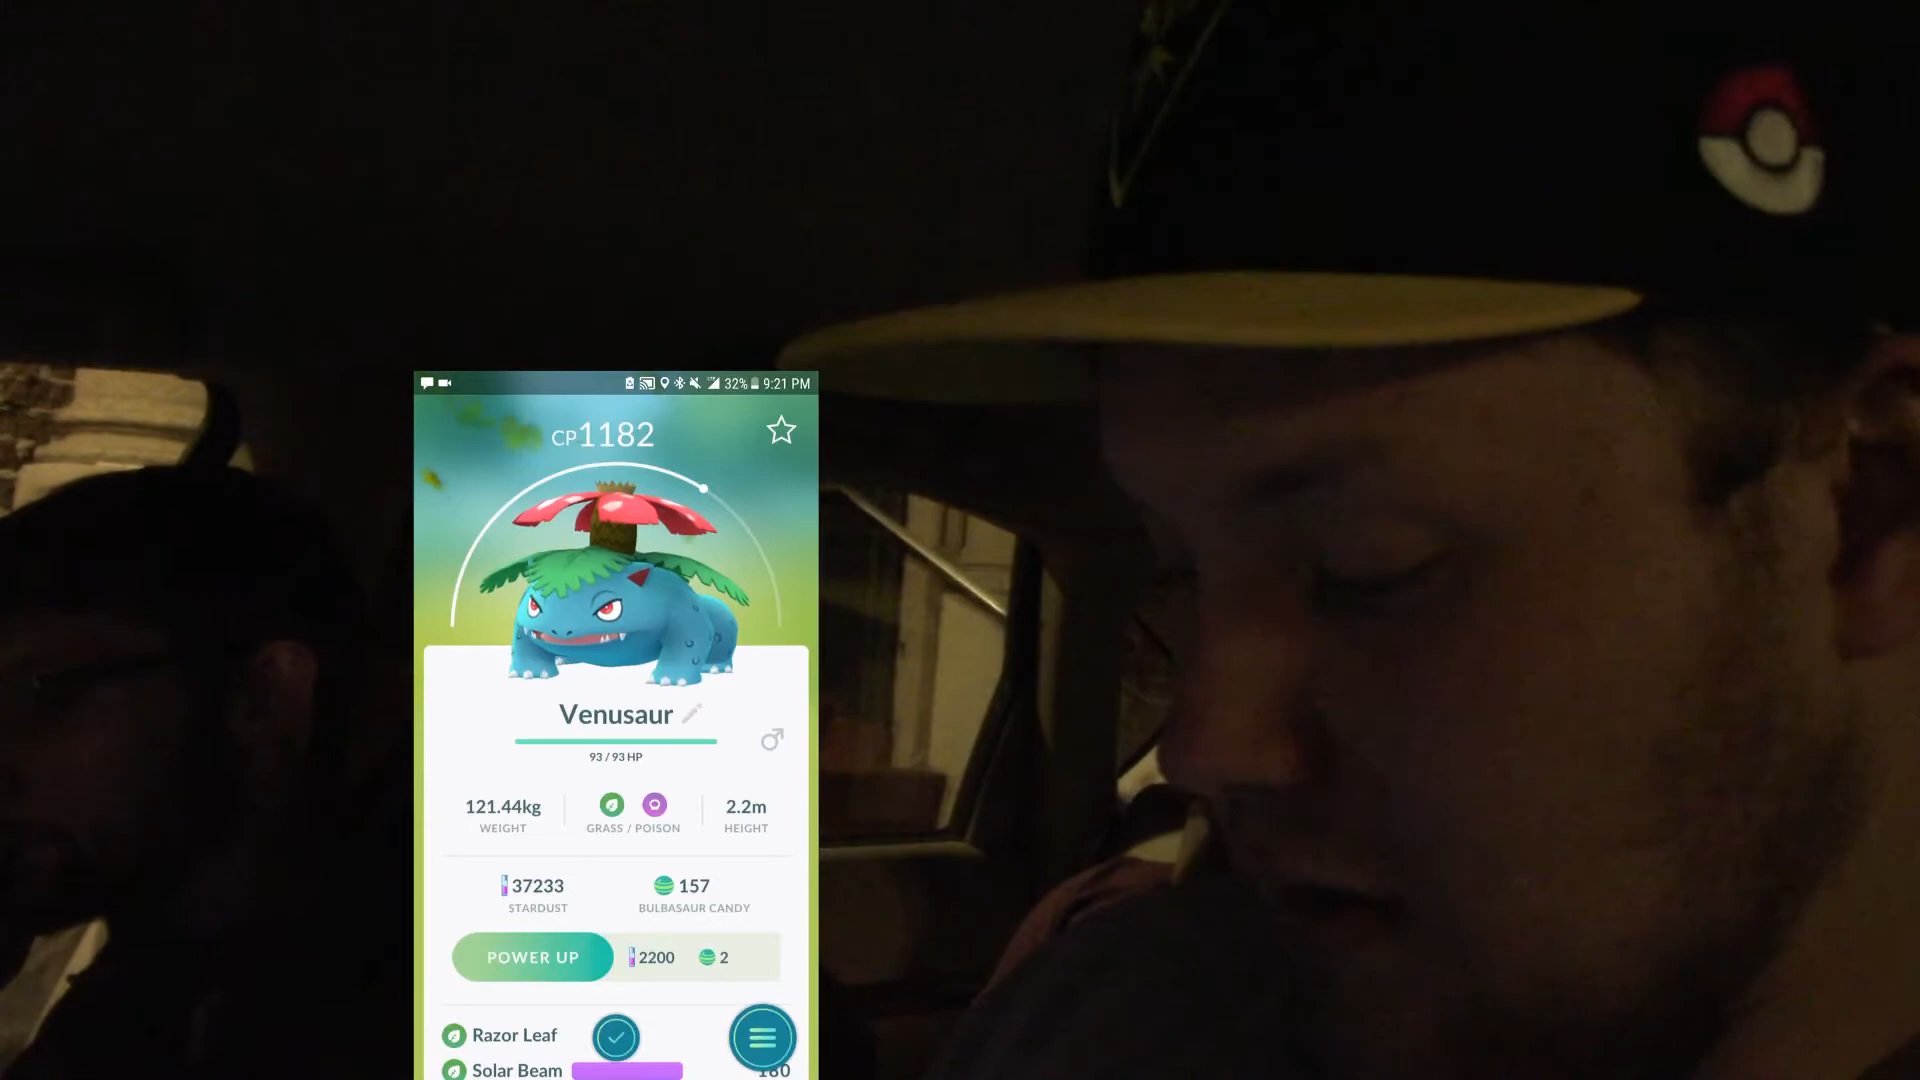 32% 9:21 PM
CP1182
Venusaur
93 / 93 HP
121.44kg
WEIGHT
GRASS / POISON
2.2m
HEIGHT
37233
STARDUST
157
BULBASAUR CANDY
POWER UP 2200 2
Razor Leaf
Solar Beam 180